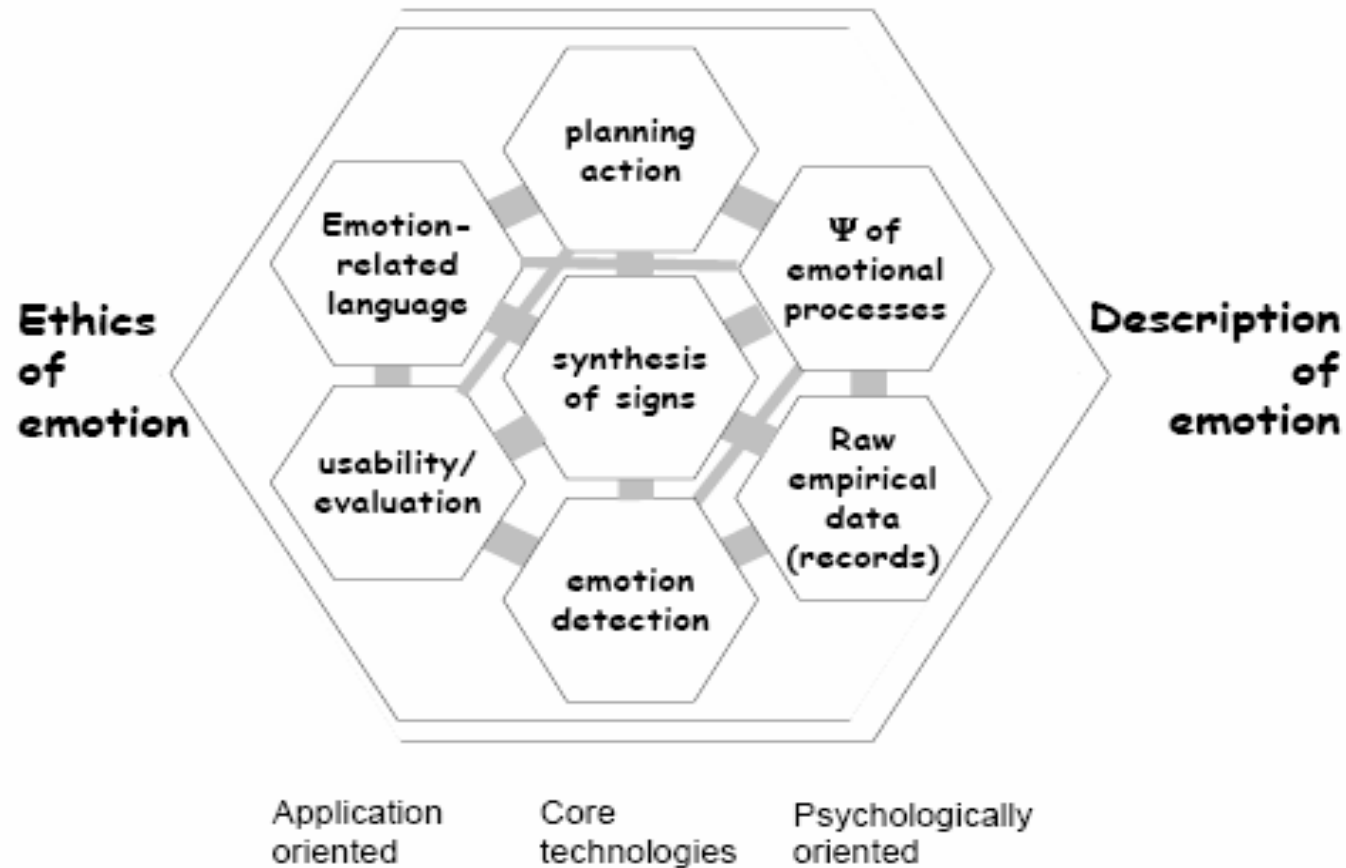 planning
action
Emotion-
related
language
Ψ of
emotional
processes
Ethics
of
emotion
synthesis
of signs
Description
of
emotion
usability/
evaluation
Raw
empirical
data
(records)
emotion
detection
Application
oriented
Core
technologies
Psychologically
oriented